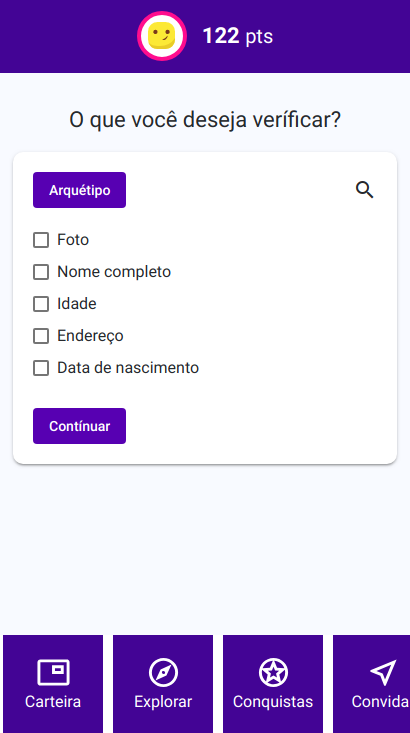 122 pts
O que você deseja veríficar?
Arquétipo
Foto
Nome completo
Idade
Endereço
Data de nascimento
Contínuar
Carteira
Explorar
Conquistas
Convida